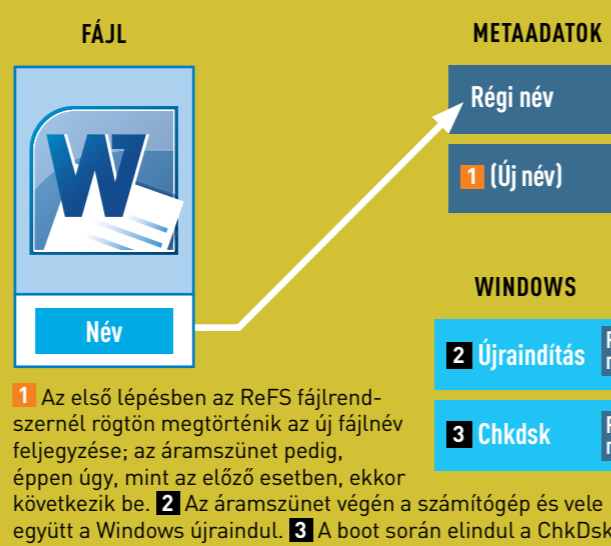 FÁJL
METAADATOK
Régi név
1 (Új név)
WINDOWS
Név
2 Újraindítás
3 Chkdsk
1 Az első lépésben az ReFS fájlrend-
szernél rögtön megtörténik az új fájlnév
feljegyzése; az áramszünet pedig,
éppen úgy, mint az előző esetben, ekkor
következik be. 2 Az áramszünet végén a számítógép és vele
együtt a Windows újraindul. 3 A boot során elindul a ChkDsk